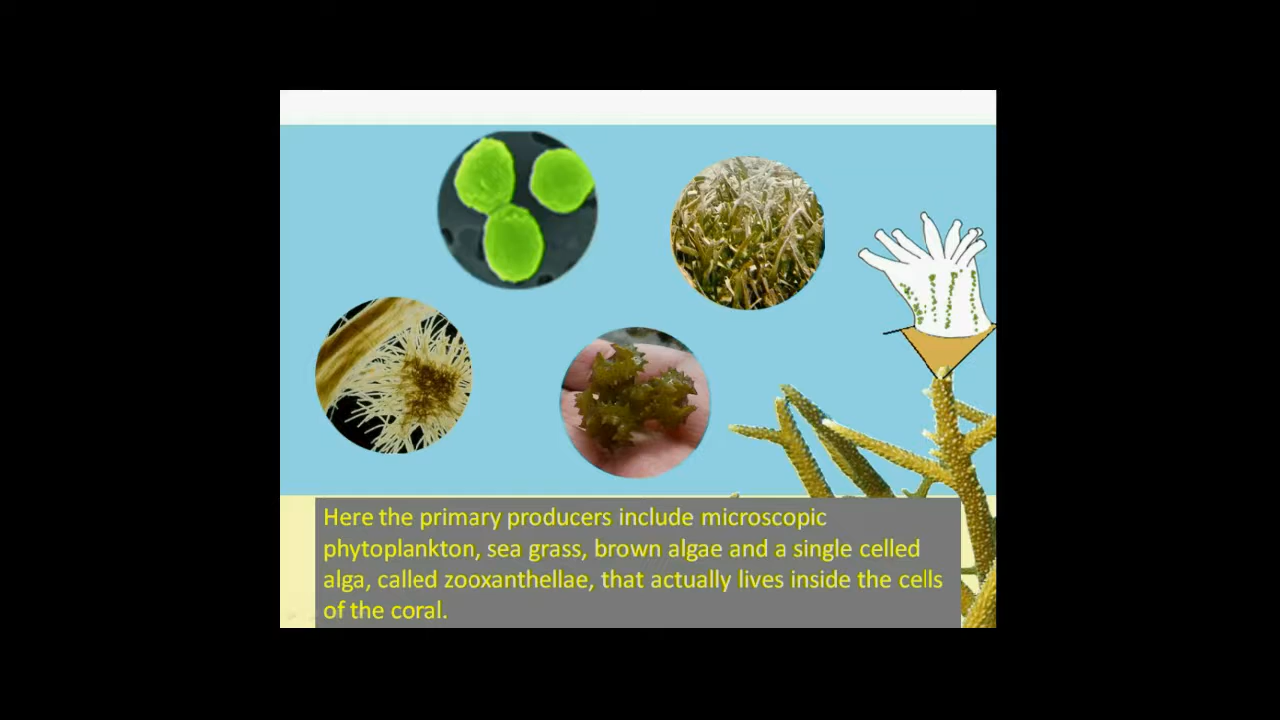 Here the primary producers include microscopic
phytoplankton, sea grass, brown algae and a single celled
alga, called zooxanthellae, that actually lives inside the cells
of the coral.